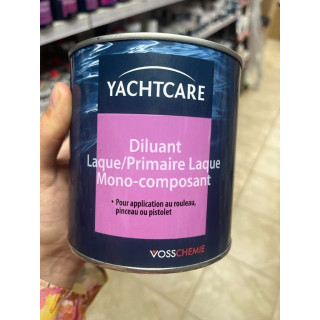 YACHTCARE
Diluant
Laque/Primaire Laque
Mono-composant
• Pour application au rouleau,
pinceau ou pistolet
VOSSCHEMIE